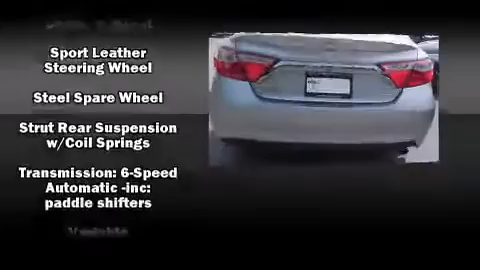 Sport Leather
Steering Wheel
Steel Spare Wheel
Strut Rear Suspension
w/Coil Springs
Transmission: 6-Speed
Automatic -inc:
paddle shifters
Variable